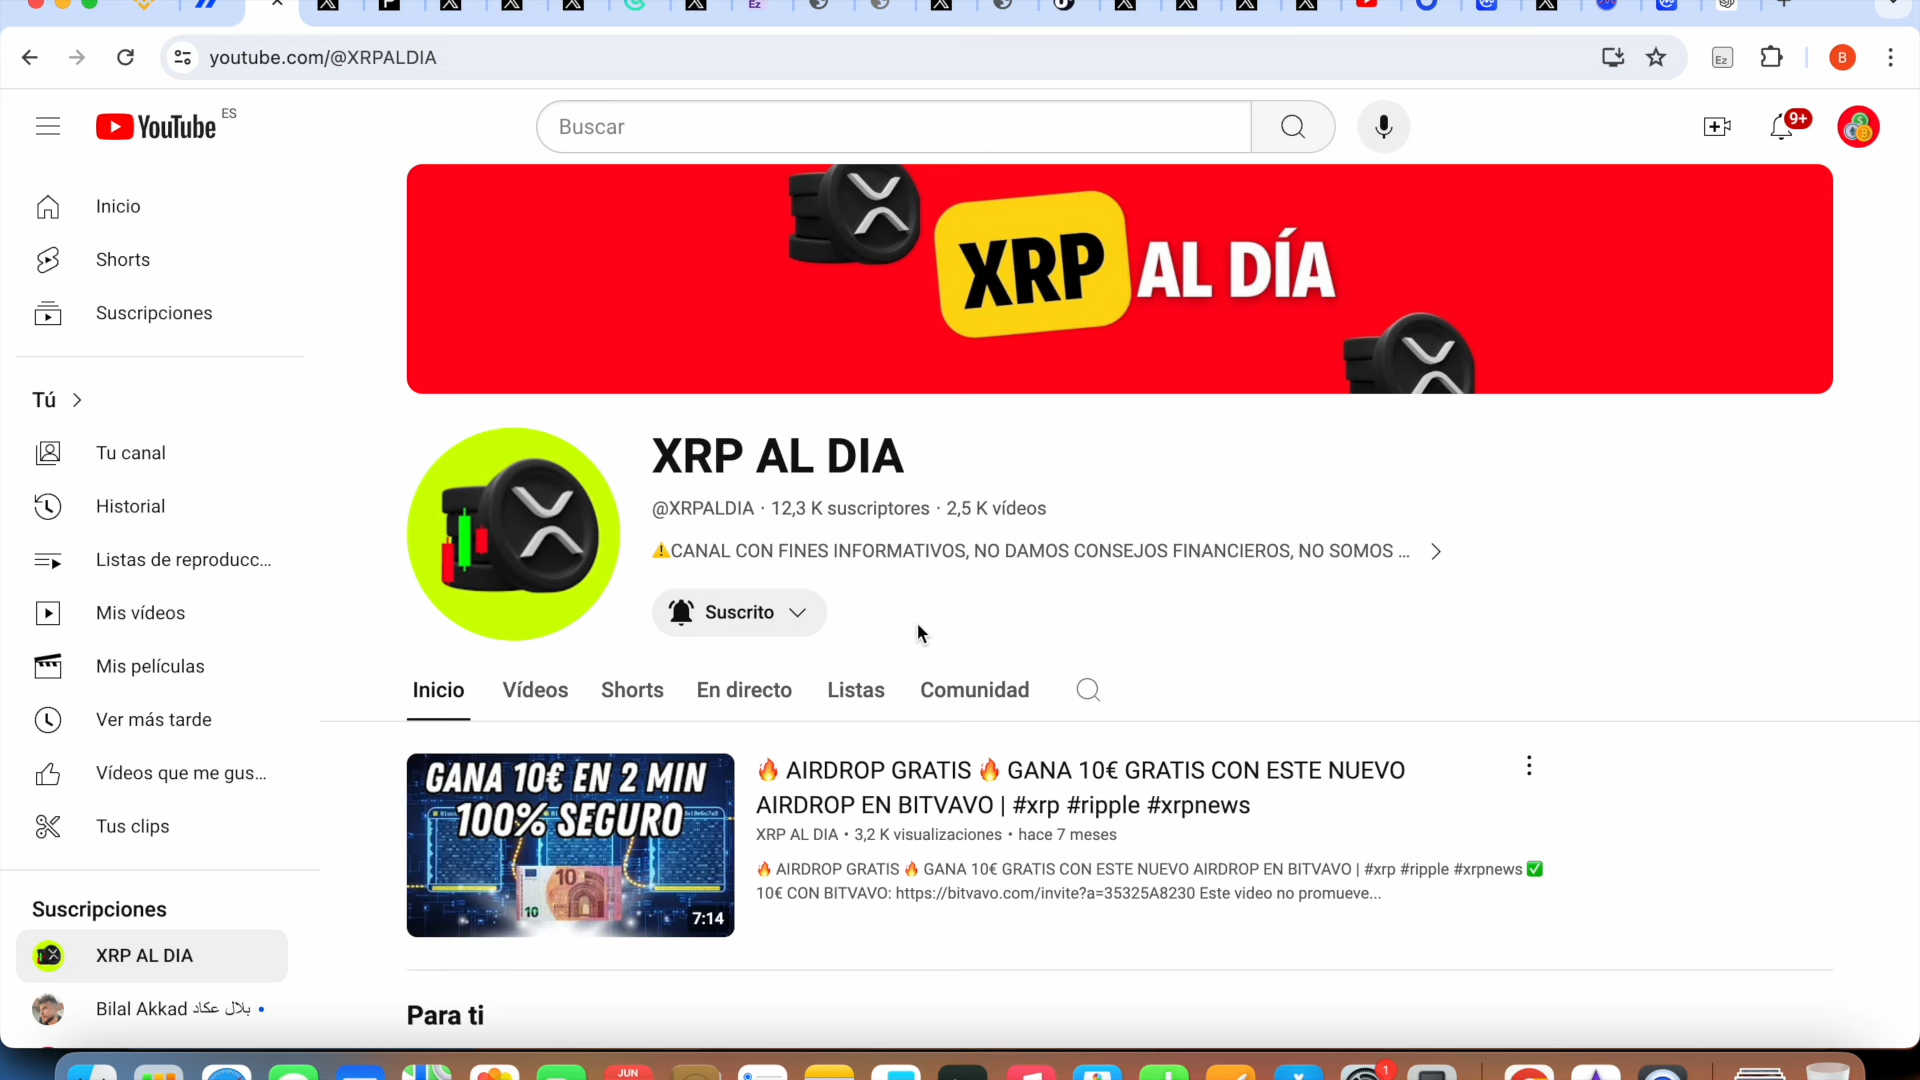 youtube.com/@XRPALDIA
Ez
B
YouTube ES
Buscar
9+
Inicio
Shorts
Suscripciones
Tú
Tu canal
Historial
Listas de reproducc...
Mis vídeos
Mis películas
Ver más tarde
Vídeos que me gus...
Tus clips
Suscripciones
XRP AL DIA
Bilal Akkad بلال عكاد
XRP AL DÍA
XRP AL DIA
@XRPALDIA · 12,3 K suscriptores · 2,5 K vídeos
⚠️CANAL CON FINES INFORMATIVOS, NO DAMOS CONSEJOS FINANCIEROS, NO SOMOS ...
Suscrito
Inicio Vídeos Shorts En directo Listas Comunidad
GANA 10€ EN 2 MIN
100% SEGURO
10
10
7:14
🔥 AIRDROP GRATIS 🔥 GANA 10€ GRATIS CON ESTE NUEVO
AIRDROP EN BITVAVO | #xrp #ripple #xrpnews
XRP AL DIA • 3,2 K visualizaciones • hace 7 meses
🔥 AIRDROP GRATIS 🔥 GANA 10€ GRATIS CON ESTE NUEVO AIRDROP EN BITVAVO | #xrp #ripple #xrpnews ✅
10€ CON BITVAVO: https://bitvavo.com/invite?a=35325A8230 Este video no promueve...
Para ti
JUN
1